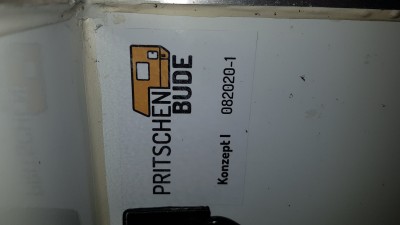 PRITSCHEN
BUDE
Konzept I
082020-1